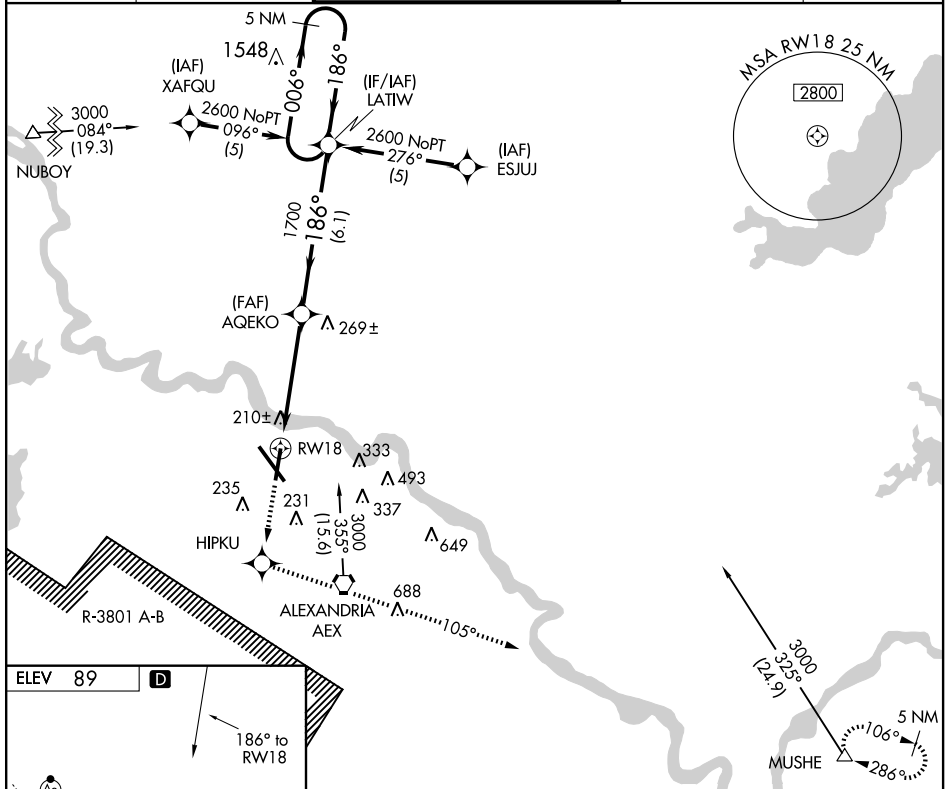 5 NM
1548
MSA RW18 25 NM
2800
(IAF)
XAFQU
006°
186°
(IF/IAF)
LATIW
3000
084°
(19.3)
NUBOY
2600 NoPT
096°
(5)
2600 NoPT
276°
(5)
(IAF)
ESJUJ
1700
186°
(6.1)
(FAF)
AQEKO
269±
210±
RW18
333
493
337
235
231
3000
355°
(15.6)
649
HIPKU
688
ALEXANDRIA
AEX
105°
R-3801 A-B
3000
325°
(24.9)
ELEV 89
D
186° to
RW18
5 NM
106°
286°
MUSHE